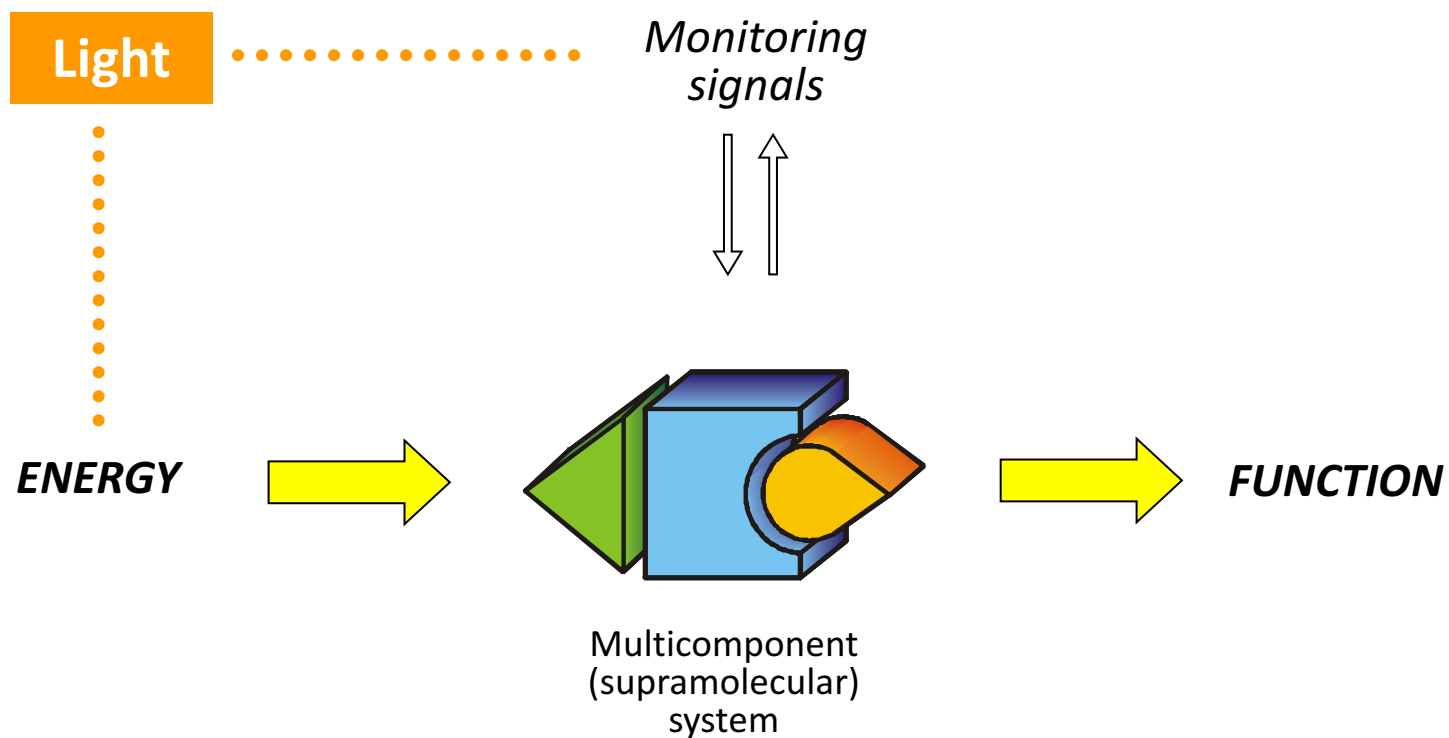 Light
Monitoring
signals
ENERGY
FUNCTION
Multicomponent
(supramolecular)
system